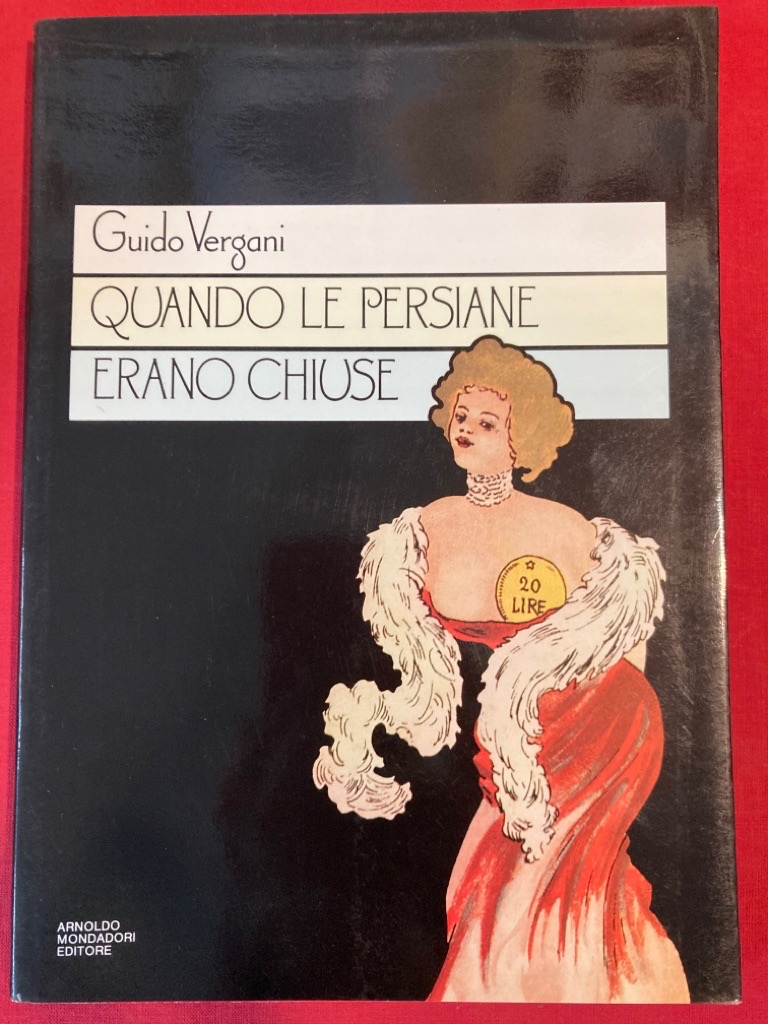 Guido Vergani
QUANDO LE PERSIANE
ERANO CHIUSE
20
LIRE
ARNOLDO
MONDADORI
EDITORE